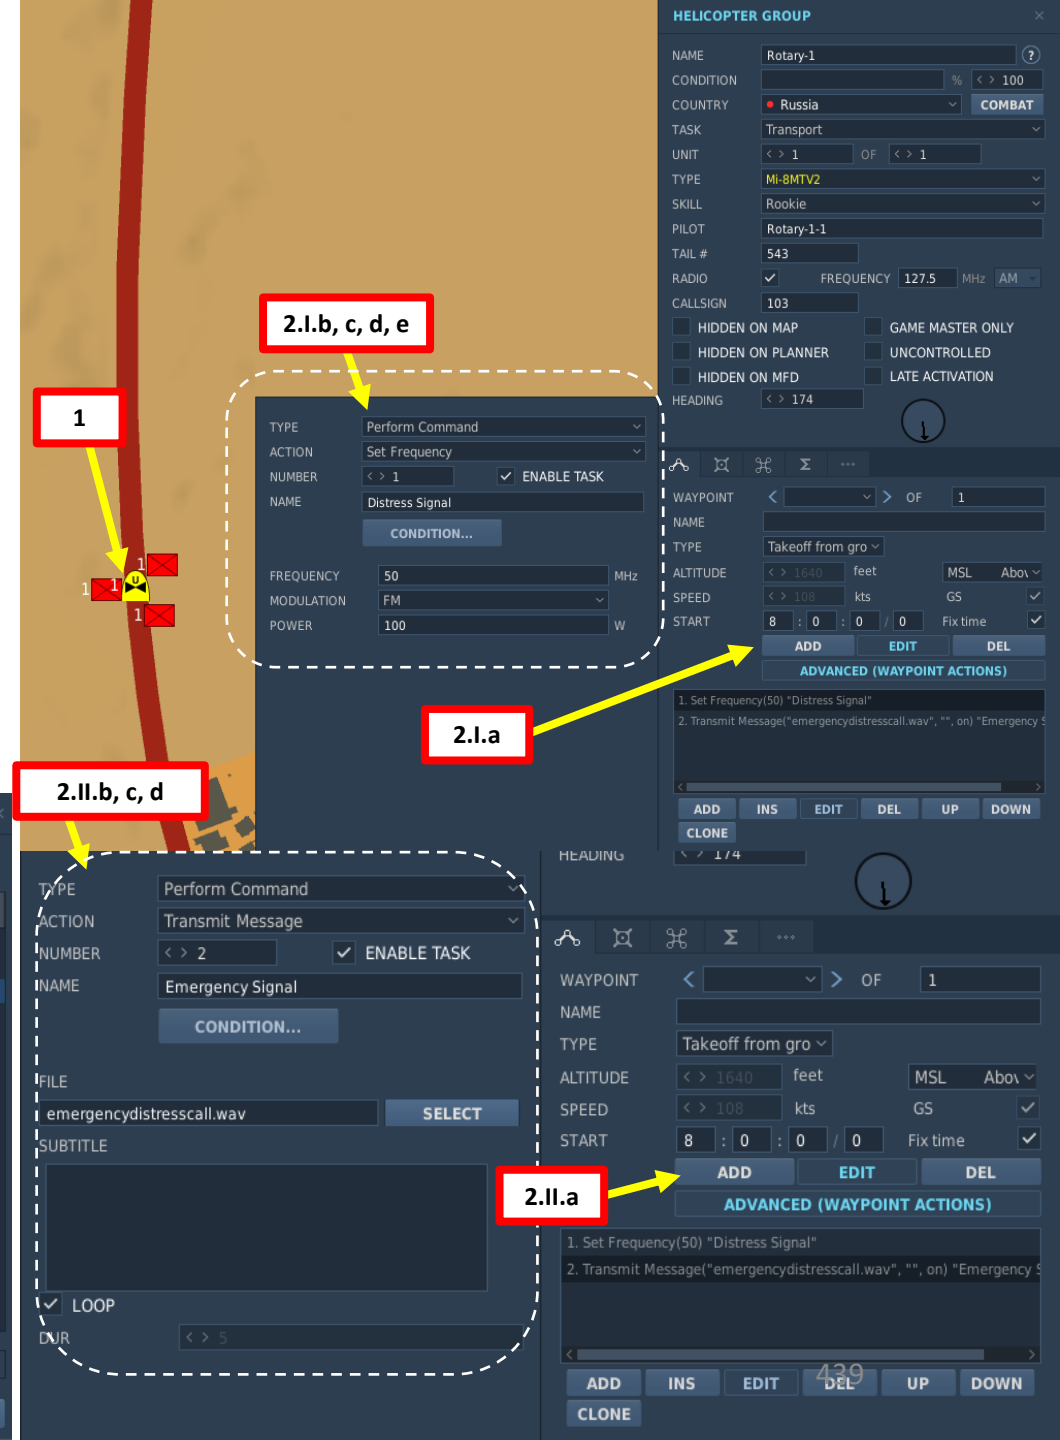 HELICOPTER GROUP
NAME Rotary-1 ?
CONDITION % < > 100
COUNTRY Russia COMBAT
TASK Transport
UNIT < > 1 OF < > 1
TYPE Mi-8MTV2
SKILL Rookie
PILOT Rotary-1-1
TAIL # 543
RADIO FREQUENCY 127.5 MHz AM
CALLSIGN 103
HIDDEN ON MAP GAME MASTER ONLY
HIDDEN ON PLANNER UNCONTROLLED
HIDDEN ON MFD LATE ACTIVATION
HEADING < > 174
2.I.b, c, d, e
1
1
1 1 U
1
TYPE Perform Command
ACTION Set Frequency
NUMBER < > 1 ENABLE TASK
NAME Distress Signal
CONDITION...
FREQUENCY 50 MHz
MODULATION FM
POWER 100 W
Σ ...
WAYPOINT < > OF 1
NAME
TYPE Takeoff from gro
ALTITUDE < > 1640 feet MSL Abov
SPEED < > 108 kts GS
START 8 : 0 : 0 / 0 Fix time
ADD EDIT DEL
ADVANCED (WAYPOINT ACTIONS)
1. Set Frequency(50) "Distress Signal"
2. Transmit Message("emergencydistresscall.wav", "", on) "Emergency S
ADD INS EDIT DEL UP DOWN
CLONE
2.I.a
2.II.b, c, d
TYPE Perform Command
ACTION Transmit Message
NUMBER < > 2 ENABLE TASK
NAME Emergency Signal
CONDITION...
FILE
emergencydistresscall.wav SELECT
SUBTITLE
LOOP
DUR < > 5
HEADING < > 174
Σ ...
WAYPOINT < > OF 1
NAME
TYPE Takeoff from gro
ALTITUDE < > 1640 feet MSL Abov
SPEED < > 108 kts GS
START 8 : 0 : 0 / 0 Fix time
ADD EDIT DEL
2.II.a
ADVANCED (WAYPOINT ACTIONS)
1. Set Frequency(50) "Distress Signal"
2. Transmit Message("emergencydistresscall.wav", "", on) "Emergency S
439
ADD INS EDIT DEL UP DOWN
CLONE